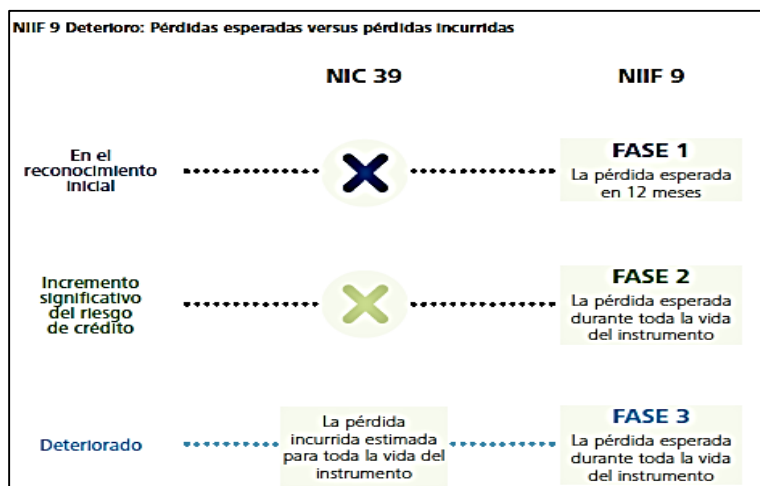 NIIF 9 Deterioro: Pérdidas esperadas versus pérdidas incurridas
NIC 39
NIIF 9
En el
reconocimiento
inicial
FASE 1
La pérdida esperada
en 12 meses
Incremento
significativo
del riesgo
de crédito
FASE 2
La pérdida esperada
durante toda la vida
del instrumento
Deteriorado
La pérdida
incurrida estimada
para toda la vida del
instrumento
FASE 3
La pérdida esperada
durante toda la vida
del instrumento